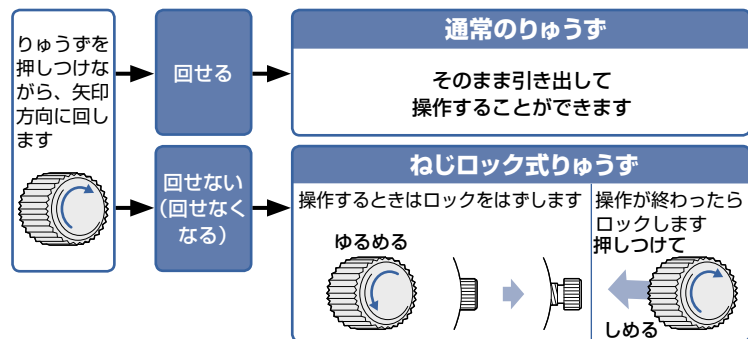 りゅうずを
押しつけな
がら、矢印
方向に回し
ます
回せる
通常のりゅうず
そのまま引き出して
操作することができます
回せない
(回せなく
なる)
ねじロック式りゅうず
操作するときはロックをはずします
ゆるめる
操作が終わったら
ロックします
押しつけて
しめる